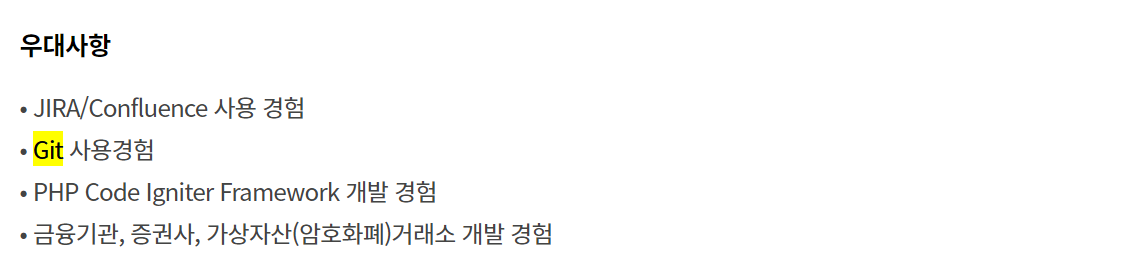 우대사항
• JIRA/Confluence 사용 경험
• Git 사용경험
• PHP Code Igniter Framework 개발 경험
• 금융기관, 증권사, 가상자산(암호화폐)거래소 개발 경험